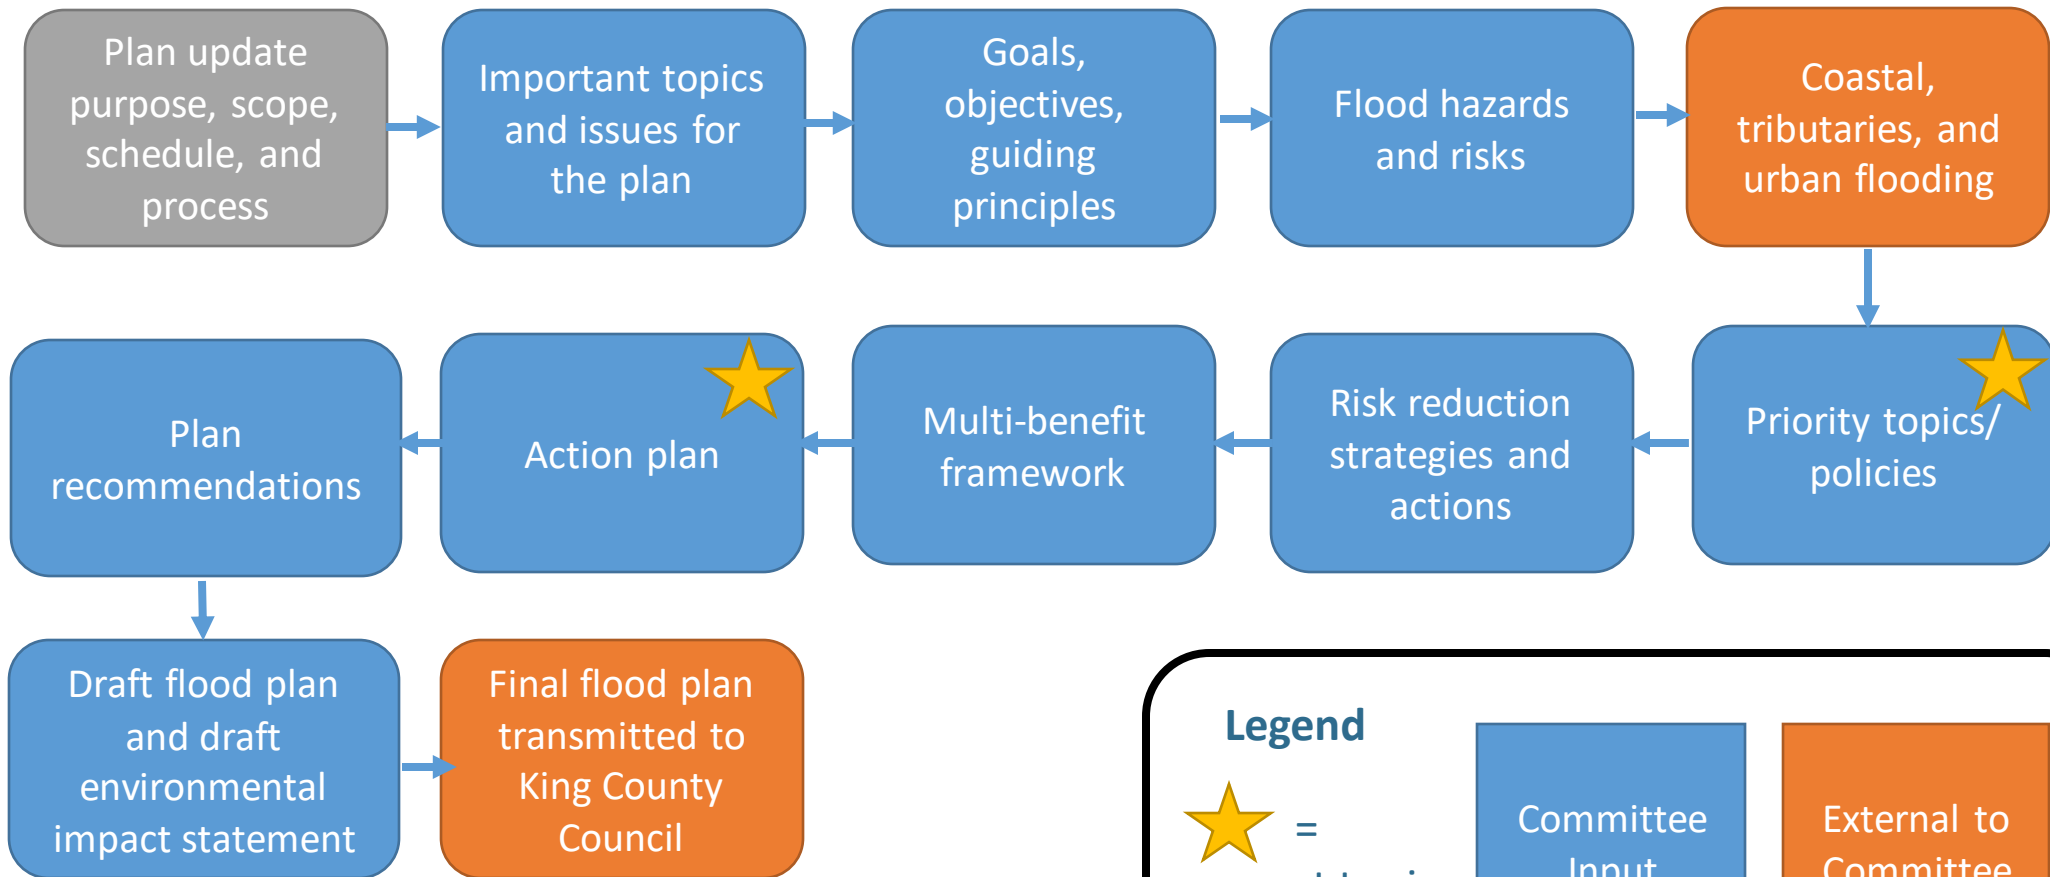 Plan update
purpose, scope,
schedule, and
process
Important topics
and issues for
the plan
Goals,
objectives,
guiding
principles
Flood hazards
and risks
Coastal,
tributaries, and
urban flooding
Priority topics/
policies
Risk reduction
strategies and
actions
Multi-benefit
framework
Action plan
Plan
recommendations
Draft flood plan
and draft
environmental
impact statement
Final flood plan
transmitted to
King County
Council
Legend
=
Committee
Input
External to
Committee